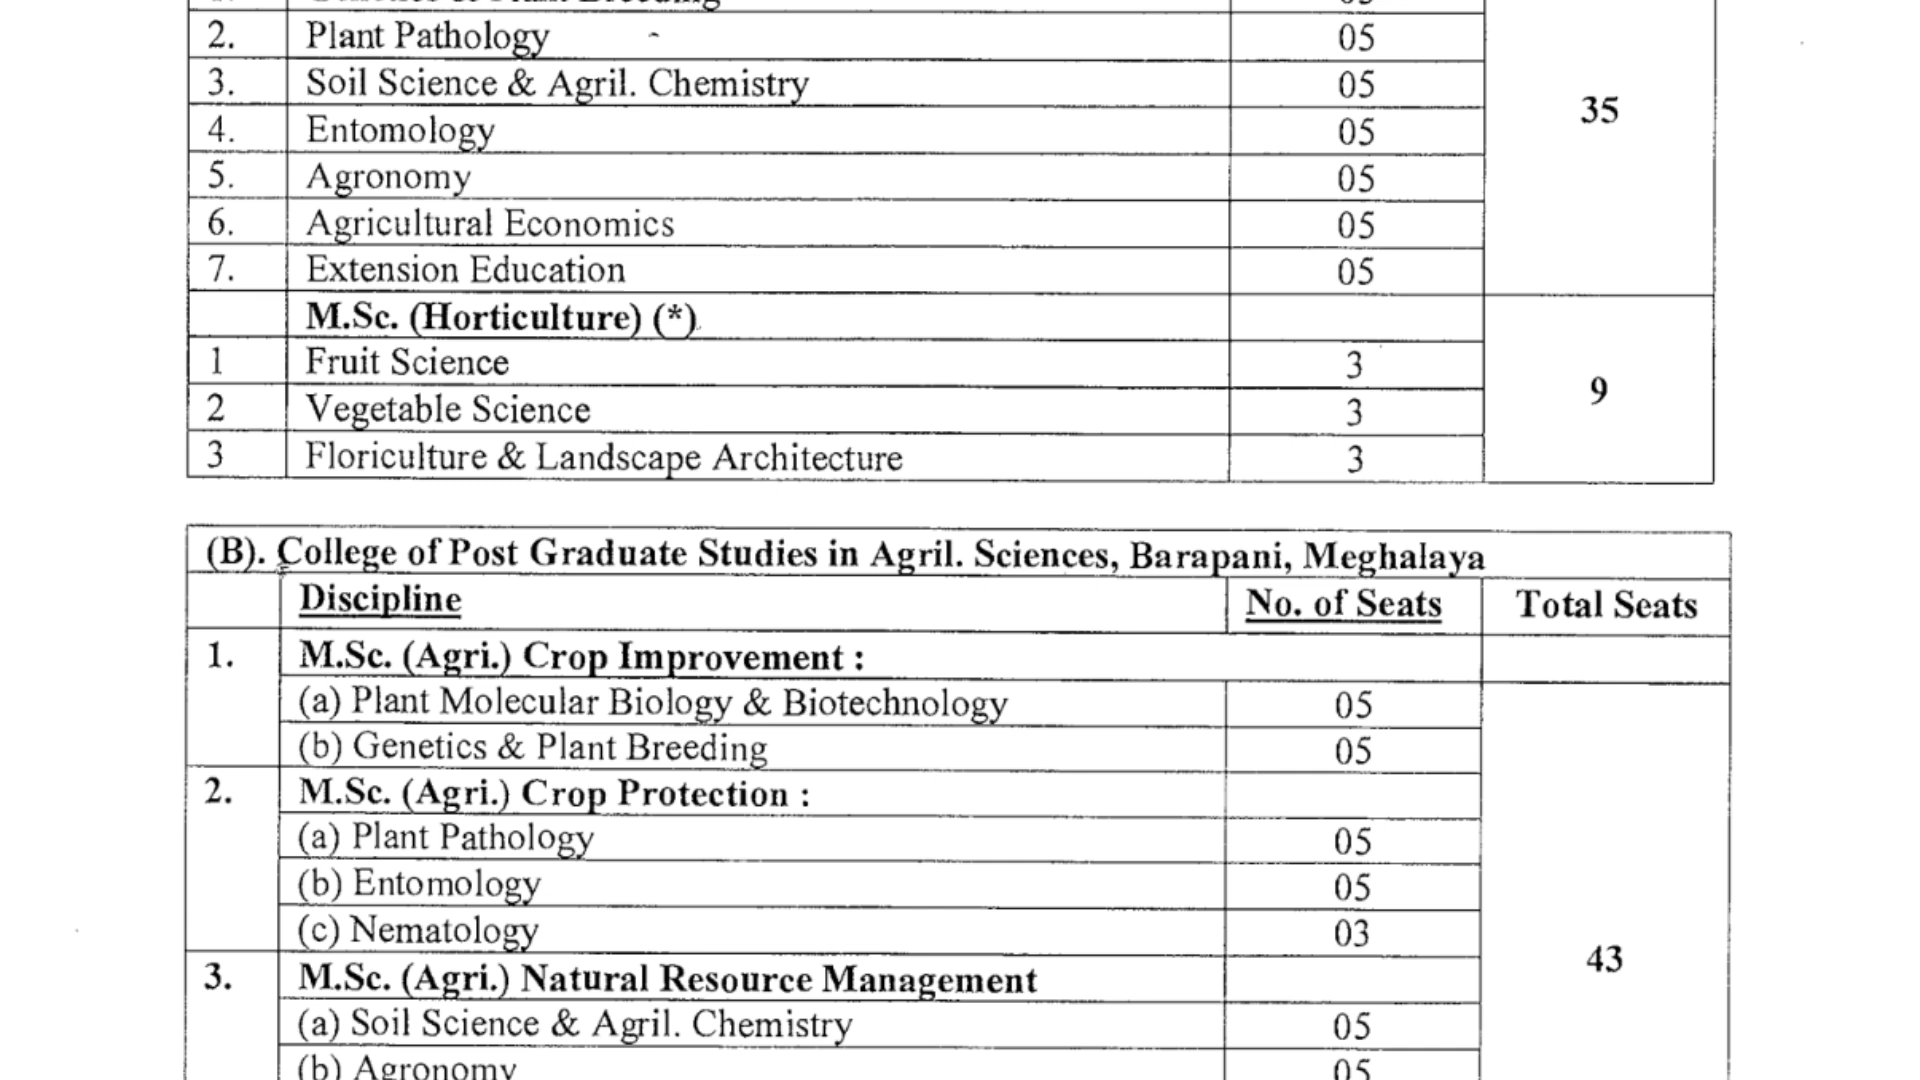 2. Plant Pathology 05
3. Soil Science & Agril. Chemistry 05
35
4. Entomology 05
5. Agronomy 05
6. Agricultural Economics 05
7. Extension Education 05
M.Sc. (Horticulture) (*)
1 Fruit Science 3
9
2 Vegetable Science 3
3 Floriculture & Landscape Architecture 3
(B). College of Post Graduate Studies in Agril. Sciences, Barapani, Meghalaya
Discipline No. of Seats Total Seats
1. M.Sc. (Agri.) Crop Improvement :
(a) Plant Molecular Biology & Biotechnology 05
(b) Genetics & Plant Breeding 05
2. M.Sc. (Agri.) Crop Protection :
(a) Plant Pathology 05
(b) Entomology 05
(c) Nematology 03
43
3. M.Sc. (Agri.) Natural Resource Management
(a) Soil Science & Agril. Chemistry 05
(b) Agronomy 05